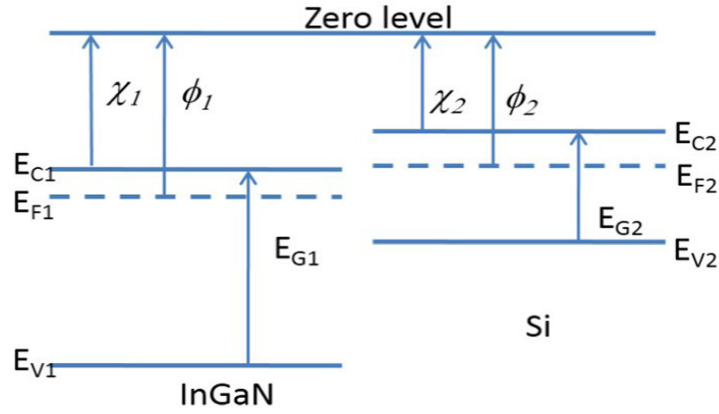 Zero level
χ1 ϕ1 χ2 ϕ2
EC1 EC2
EF1 EF2
EG1 EG2
EV2
Si
EV1
InGaN